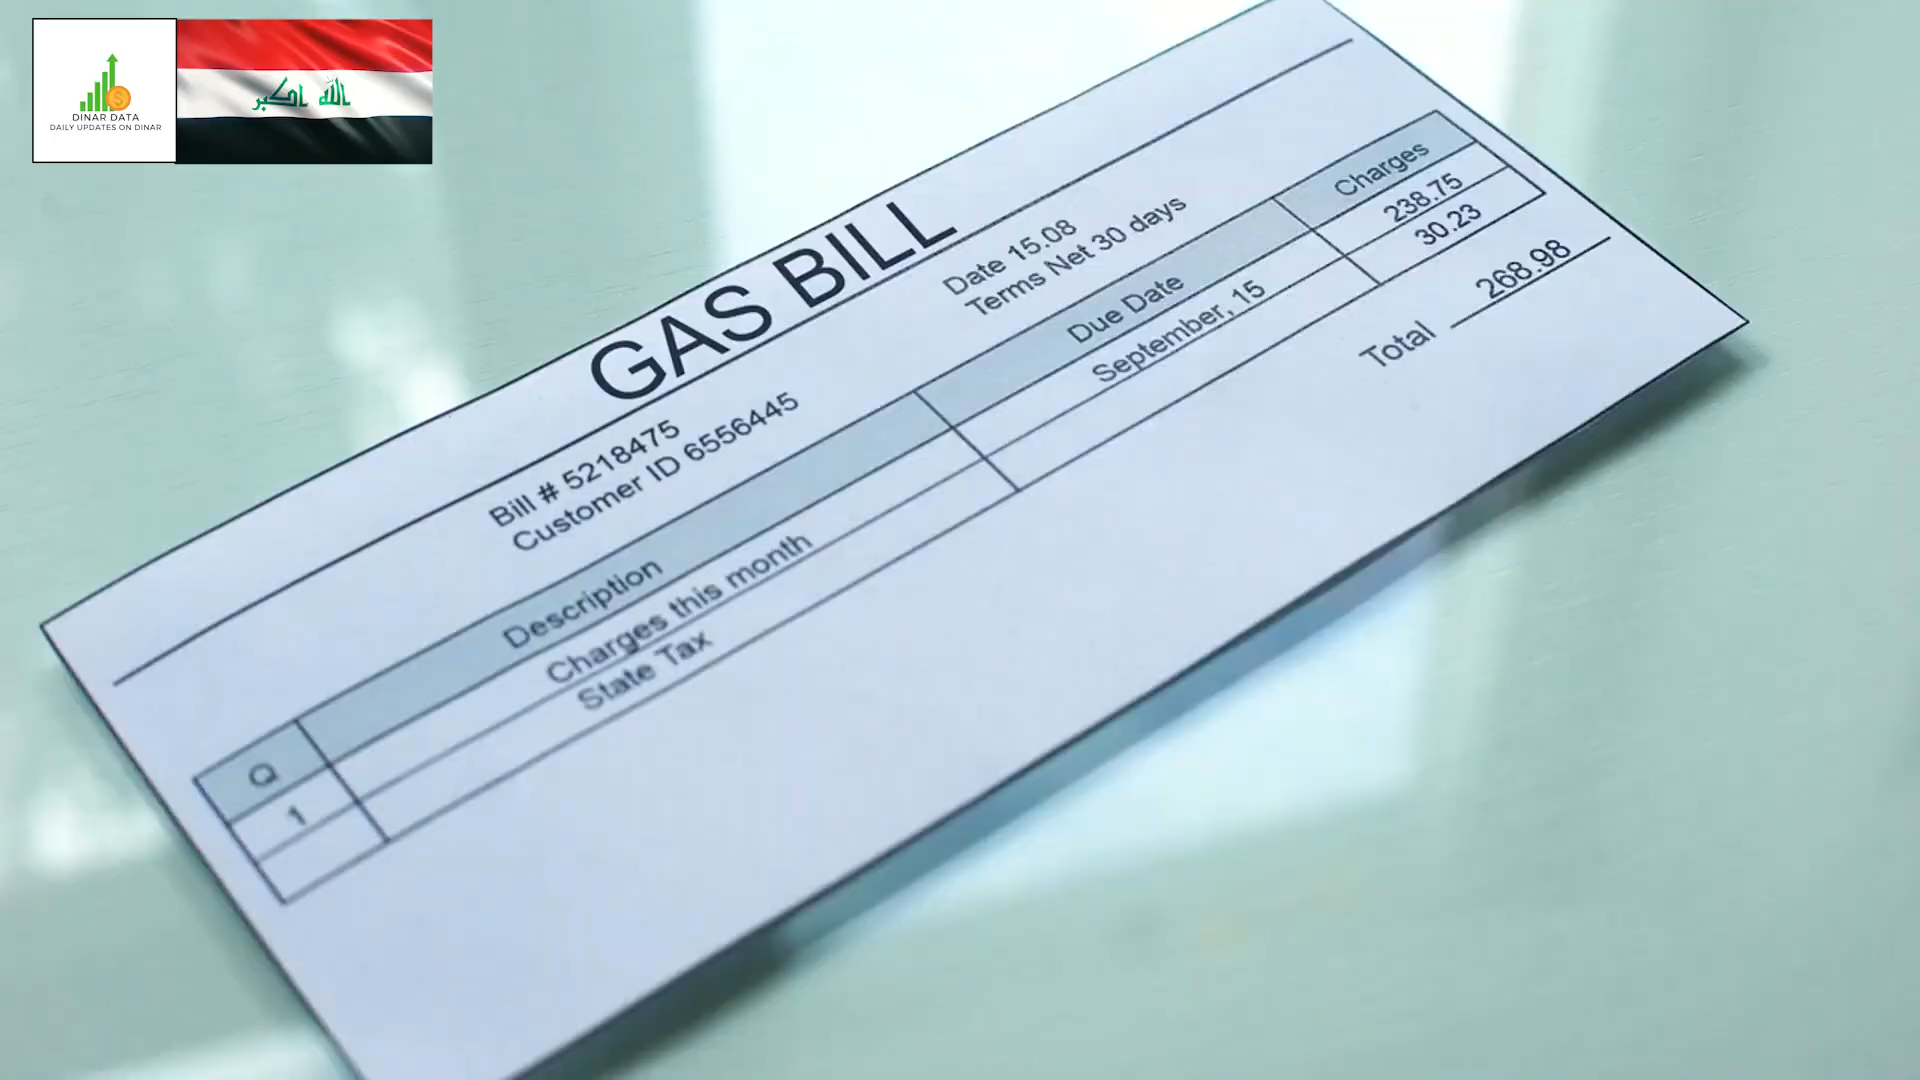 DINAR DATA
DAILY UPDATES ON DINAR
الله اكبر
GAS BILL
Bill # 5218475
Customer ID 6556445
Date 15.08
Terms Net 30 days
Q Description Due Date Charges
1 Charges this month September, 15 238.75
State Tax 30.23
Total 268.98